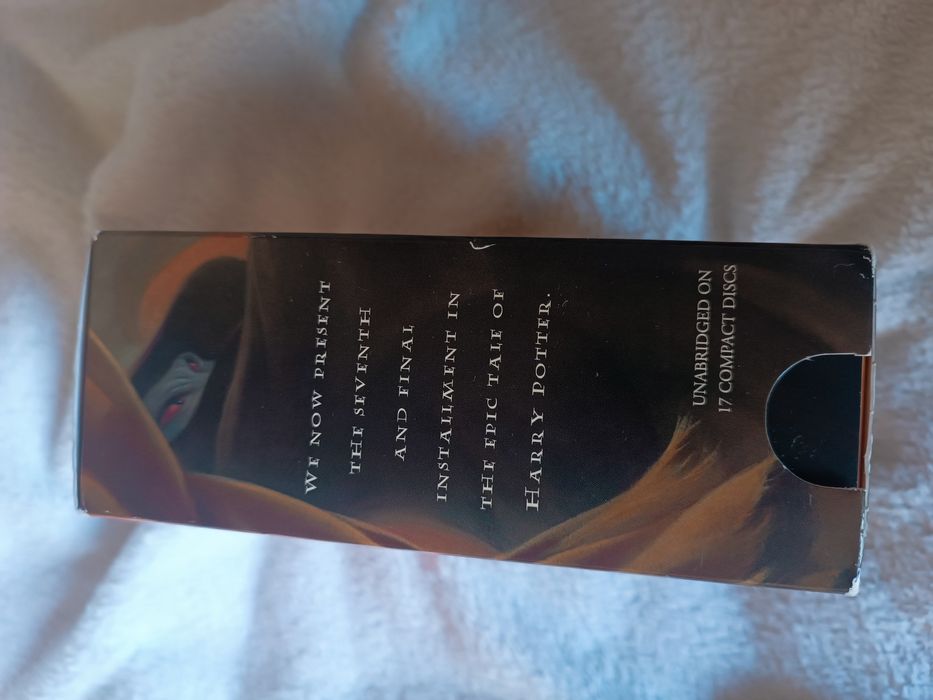 WE NOW PRESENT
THE SEVENTH
AND FINAL
INSTALLMENT IN
THE EPIC TALE OF
HARRY POTTER.
UNABRIDGED ON
17 COMPACT DISCS